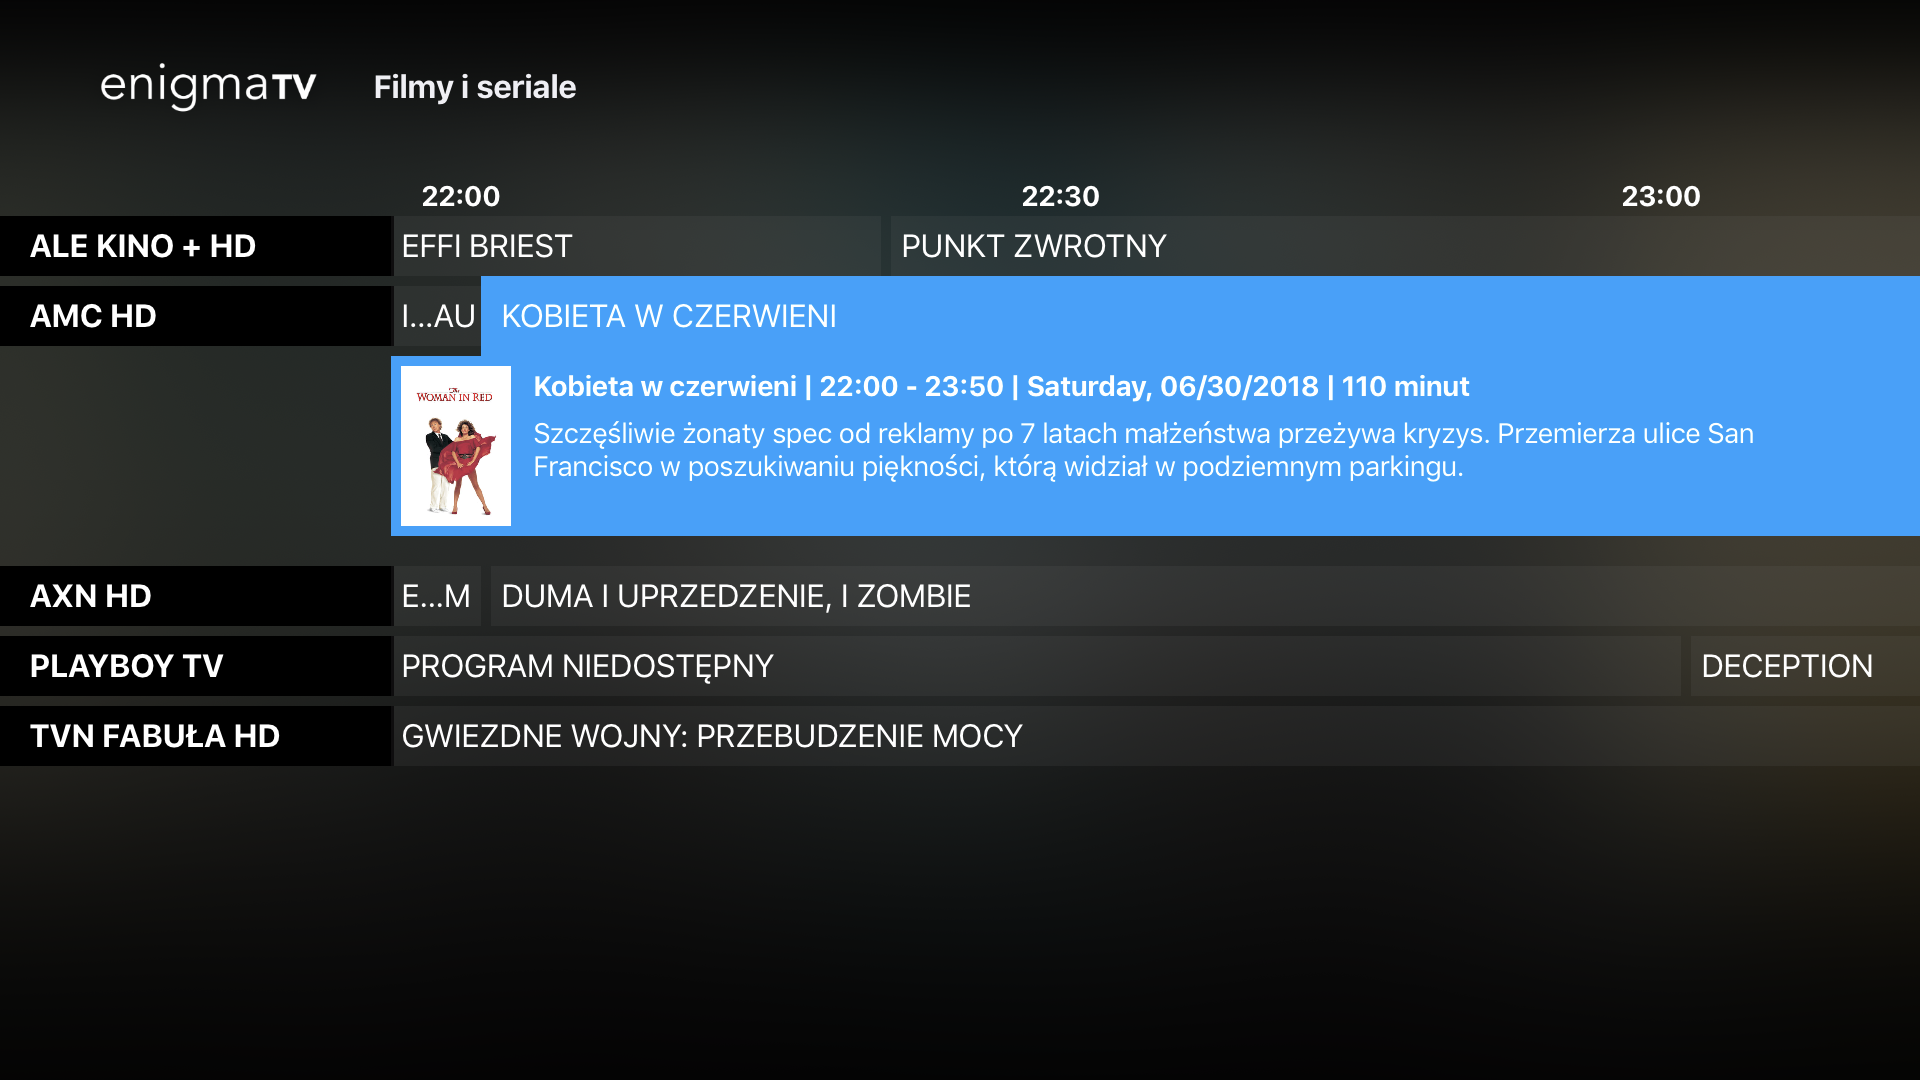 enigmaTV Filmy i seriale
22:00 22:30 23:00
ALE KINO + HD EFFI BRIEST PUNKT ZWROTNY
AMC HD I...AU KOBIETA W CZERWIENI
The
WOMAN IN RED
Kobieta w czerwieni | 22:00 - 23:50 | Saturday, 06/30/2018 | 110 minut
Szczęśliwie żonaty spec od reklamy po 7 latach małżeństwa przeżywa kryzys. Przemierza ulice San
Francisco w poszukiwaniu piękności, którą widział w podziemnym parkingu.
AXN HD E...M DUMA I UPRZEDZENIE, I ZOMBIE
PLAYBOY TV PROGRAM NIEDOSTĘPNY DECEPTION
TVN FABUŁA HD GWIEZDNE WOJNY: PRZEBUDZENIE MOCY